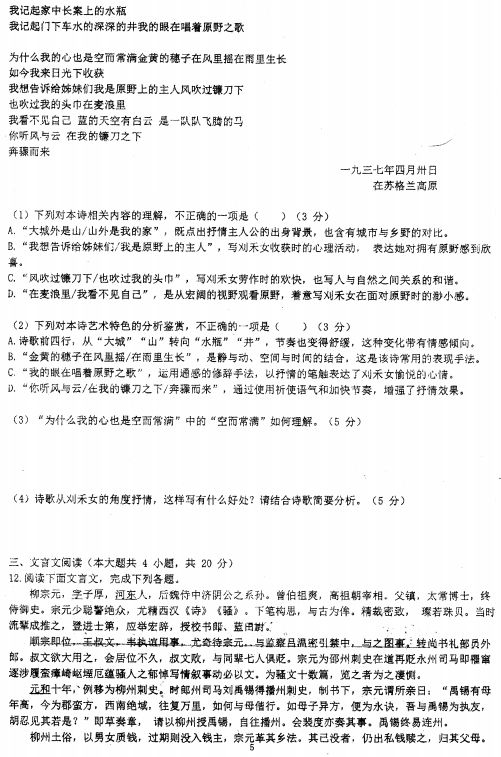 我记起家中长案上的水瓶
我记起门下车水的深深的井我的眼在唱着原野之歌
为什么我的心也是空而常满金黄的穗子在风里摇在雨里生长
如今我来日光下收获
我想告诉给姊妹们我是原野上的主人风吹过镰刀下
也吹过我的头巾在麦浪里
我看不见自己 蓝的天空有白云 是一队队飞腾的马
你听风与云 在我的镰刀之下
奔骤而来
一九三七年四月卅日
在苏格兰高原
（1）下列对本诗相关内容的理解，不正确的一项是（ ）（3 分）
A.“大城外是山/山外是我的家”，既点出抒情主人公的出身背景，也含有城市与乡野的对比。
B.“我想告诉给姊妹们/我是原野上的主人”，写刈禾女收获时的心理活动， 表达她对拥有原野感到欣
喜。
C.“风吹过镰刀下/也吹过我的头巾”，写刈禾女劳作时的欢快，也写人与自然之间关系的和谐。
D.“在麦浪里/我看不见自己”，是从宏阔的视野观看原野，着意写刈禾女在面对原野时的渺小感。
（2）下列对本诗艺术特色的分析鉴赏，不正确的一项是（ ）（3 分）
A.诗歌前四行，从“大城”“山”转向“水瓶”“井”，节奏也变得舒缓，这种变化带有情感倾向。
B.“金黄的穗子在风里摇/在雨里生长”，是静与动、空间与时间的结合，这是该诗常用的表现手法。
C.“我的眼在唱着原野之歌”，运用通感的修辞手法，以抒情的笔触表达了刈禾女愉悦的心情。
D.“你听风与云/在我的镰刀之下/奔骤而来”，通过使用祈使语气和加快节奏，增强了抒情效果。
（3）“为什么我的心也是空而常满”中的“空而常满”如何理解。（5 分）
（4）诗歌从刈禾女的角度抒情，这样写有什么好处？请结合诗歌简要分析。（5 分）
三、文言文阅读（本大题共 4 小题，共 20 分）
12.阅读下面文言文，完成下列各题。
柳宗元，字子厚，河东人，后魏侍中济阴公之系孙。曾伯祖奭，高祖朝宰相。父镇，太常博士，终
侍御史。宗元少聪警绝众，尤精西汉《诗》《骚》。下笔构思，与古为侔。精裁密致， 璨若珠贝。当时
流辈咸推之，登进士第，应举宏辞，授校书郎、蓝田尉。
顺宗即位，王叔文、韦执谊用事，尤奇待宗元，与监察吕温密引禁中，与之图事，转尚书礼部员外
郎。叔文欲大用之，会居位不久，叔文败，与同辈七人俱贬。宗元为邵州刺史在道再贬永州司马即罹窜
逐涉履蛮瘴崎岖堙厄蕴骚人之郁悼写情叙事动必以文。为骚文十数篇，览之者为之凄恻。
元和十年，例移为柳州刺史。时郎州司马刘禹锡得播州刺史，制书下，宗元谓所亲曰：“禹锡有母
年高，今为郡蛮方，西南绝域，往复万里，如何与母偕行。如母子异方，便为永诀，吾与禹锡为执友，
胡忍见其若是？”即草奏章， 请以柳州授禹锡，自往播州。会裴度亦奏其事。禹锡终易连州。
柳州土俗，以男女质钱，过期则没入钱主，宗元革其乡法。其已没者，仍出私钱赎之，归其父母。
5